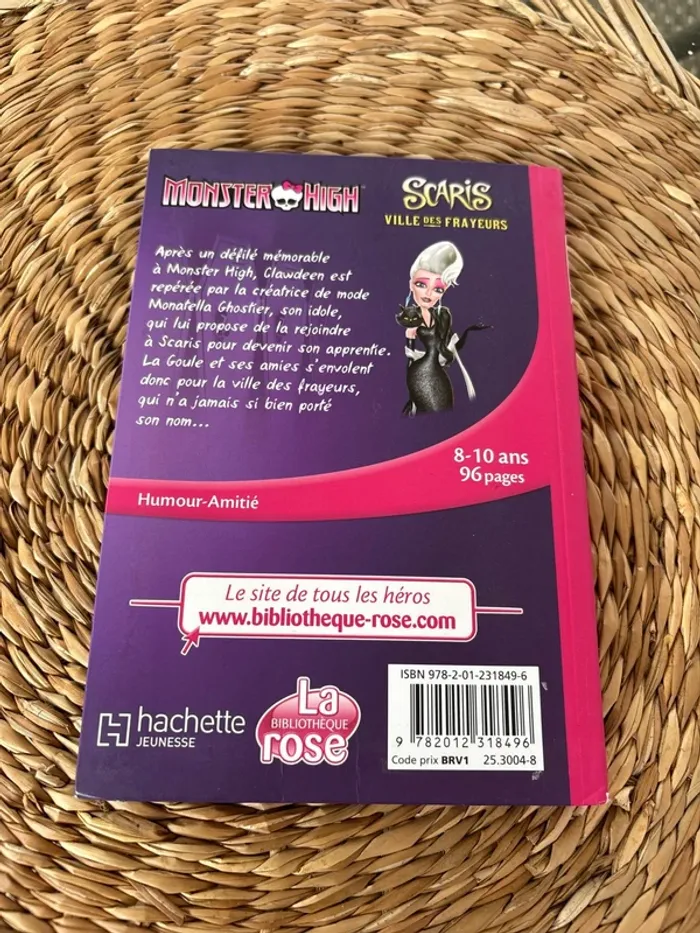 MONSTER HIGH
SCARIS
VILLE DES FRAYEURS
Après un défilé mémorable
à Monster High, Clawdeen est
repérée par la créatrice de mode
Monatella Ghostier, son idole,
qui lui propose de la rejoindre
à Scaris pour devenir son apprentie.
La Goule et ses amies s'envolent
donc pour la ville des frayeurs,
qui n'a jamais si bien porté
son nom...
8-10 ans
96 pages
Humour-Amitié
Le site de tous les héros
www.bibliotheque-rose.com
hachette
JEUNESSE
La
BIBLIOTHÈQUE
rose
ISBN 978-2-01-231849-6
9 782012 318496
Code prix BRV1 25.3004-8